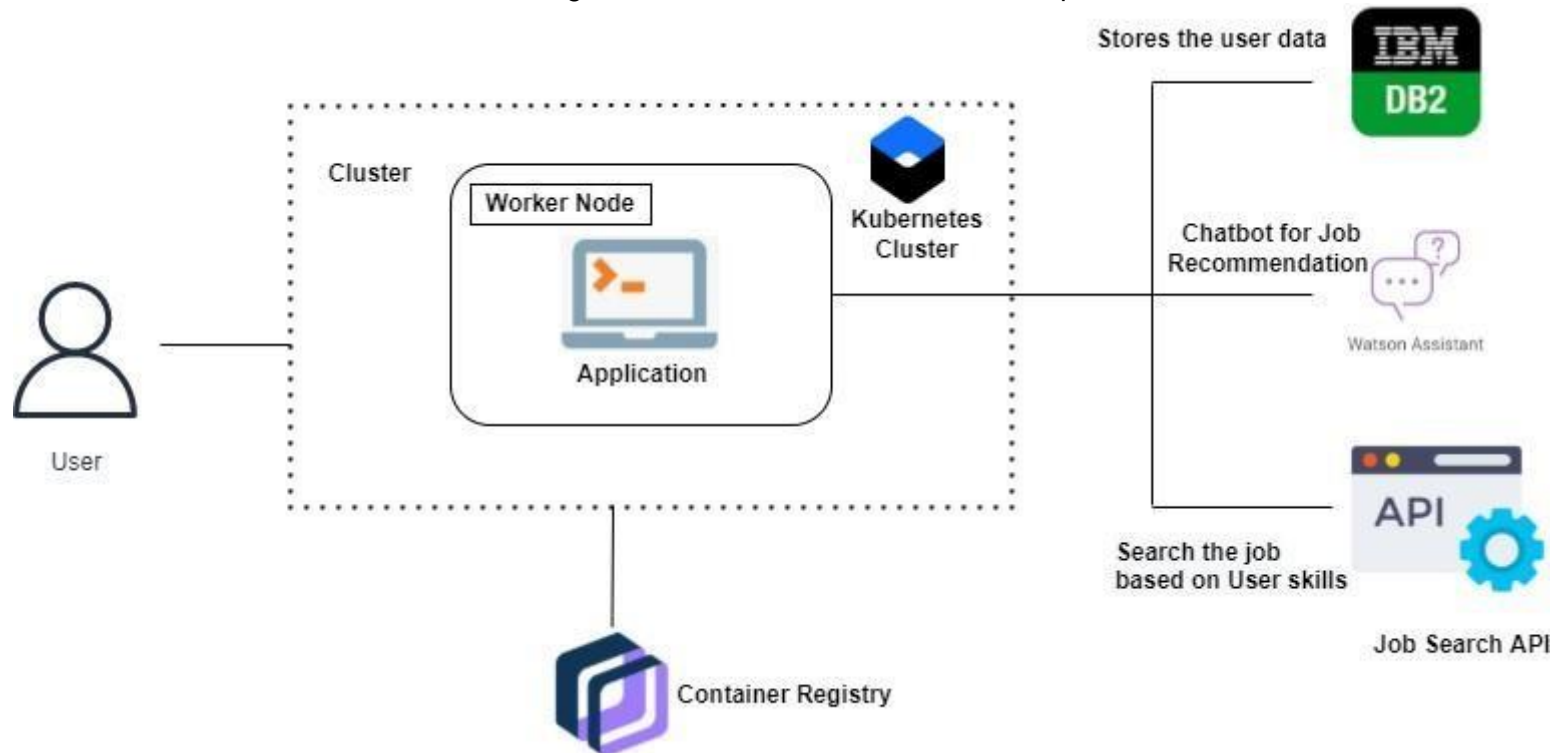 Stores the user data
IBM
DB2
Cluster
Worker Node
Kubernetes
Cluster
Application
Chatbot for Job
Recommendation
?
Watson Assistant
User
API
Search the job
based on User skills
Job Search API
Container Registry